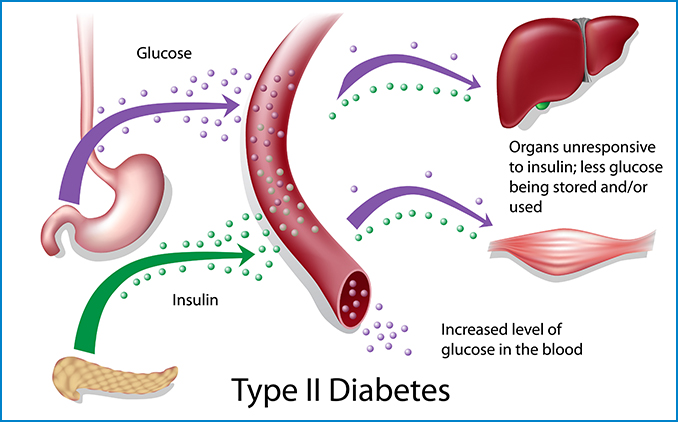 Glucose
Organs unresponsive
to insulin; less glucose
being stored and/or
used
Insulin
Increased level of
glucose in the blood
Type II Diabetes